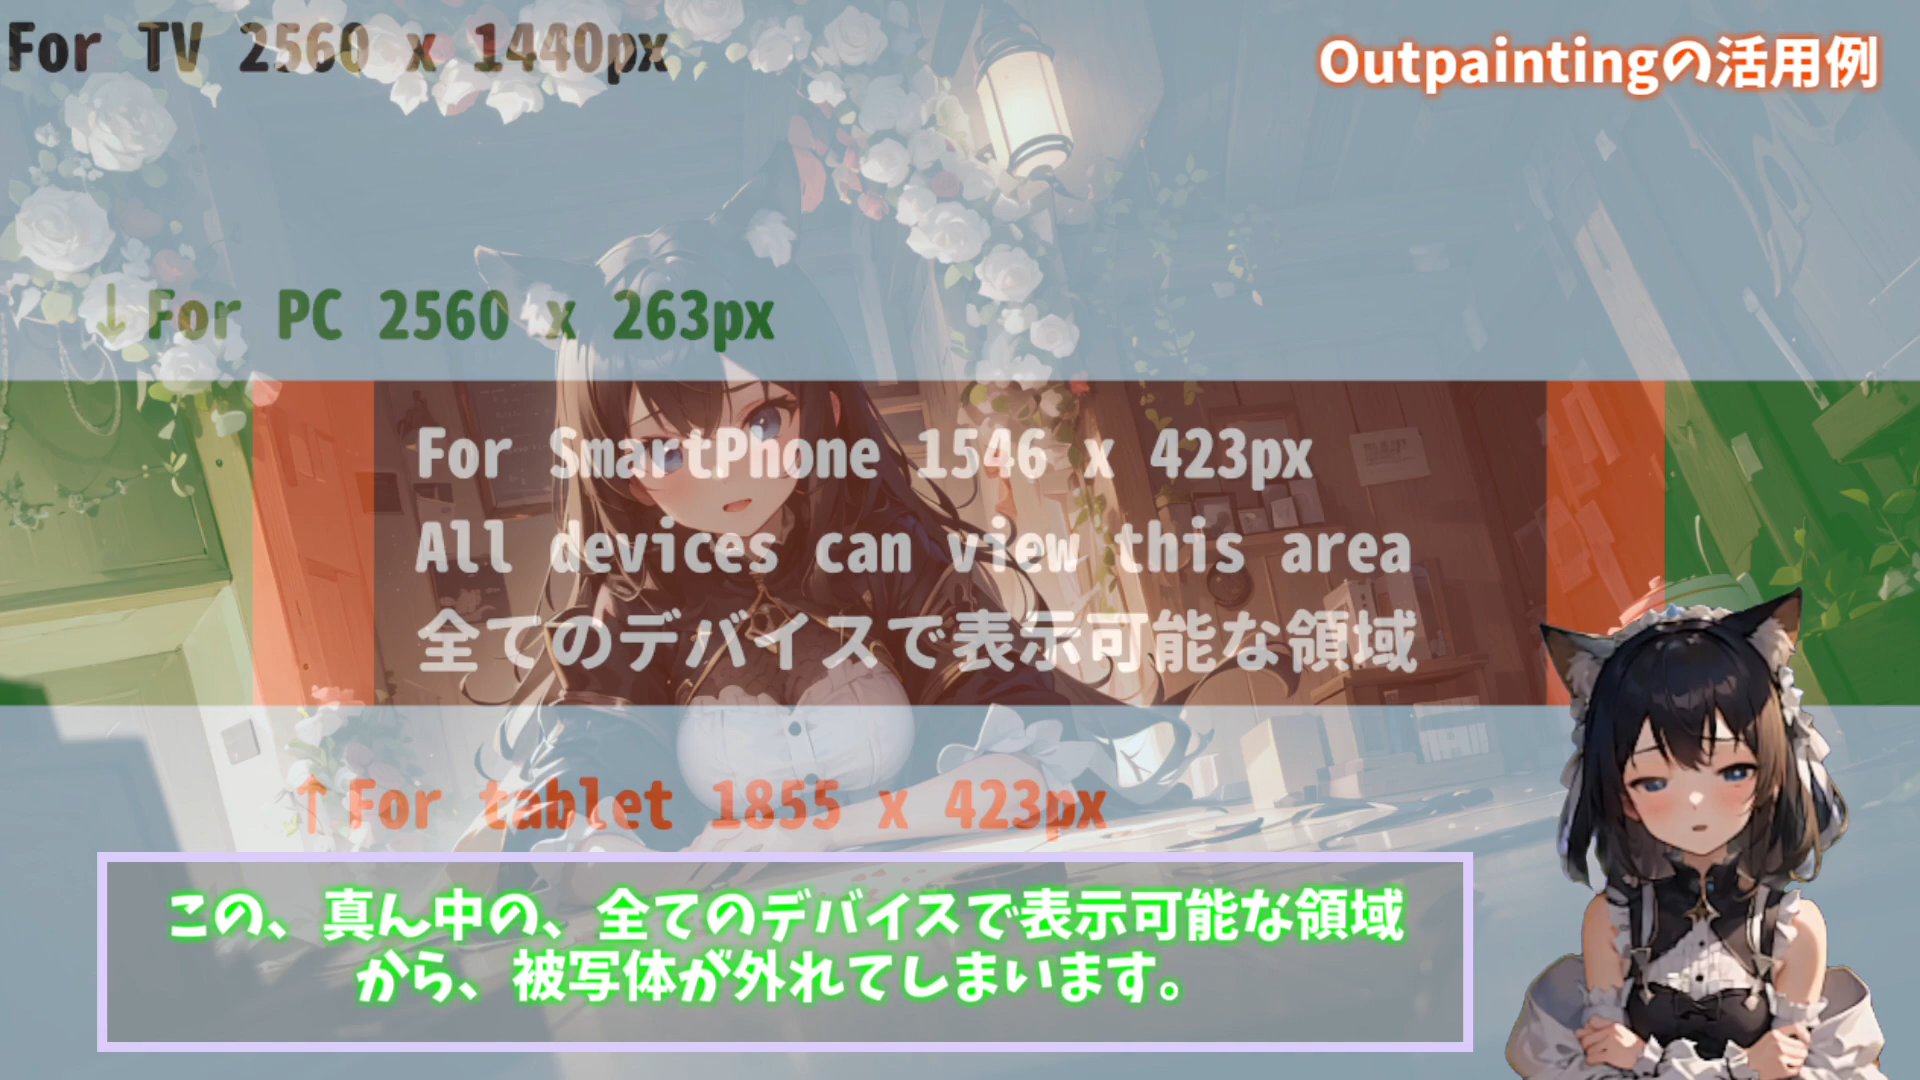 For TV 2560 x 1440px
Outpaintingの活用例
↓For PC 2560 x 263px
For SmartPhone 1546 x 423px
All devices can view this area
全てのデバイスで表示可能な領域
↑For tablet 1855 x 423px
この、真ん中の、全てのデバイスで表示可能な領域
から、被写体が外れてしまいます。